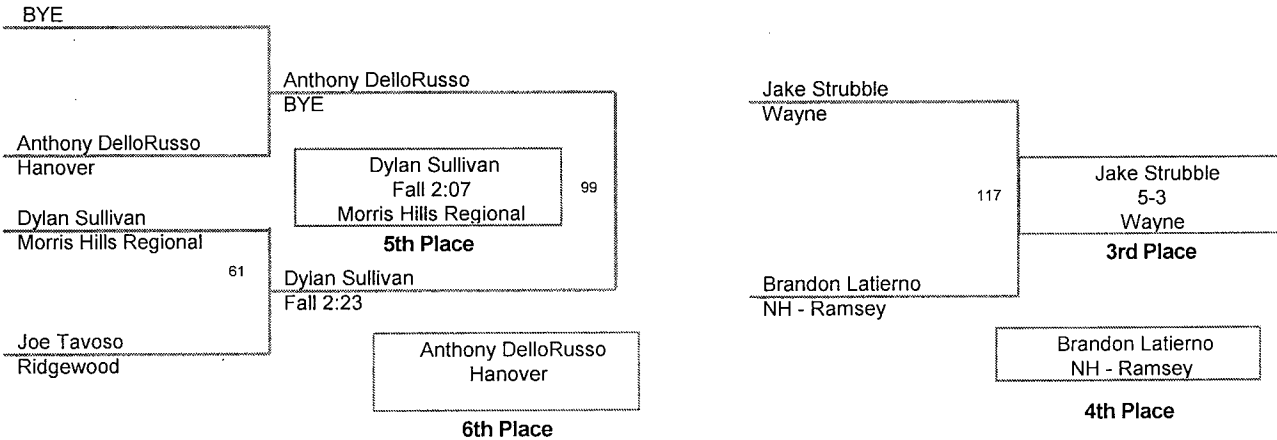 BYE
Anthony DelloRusso
BYE
Anthony DelloRusso
Hanover
Dylan Sullivan
Fall 2:07
Morris Hills Regional
5th Place
99
Dylan Sullivan
Morris Hills Regional
61
Dylan Sullivan
Fall 2:23
Joe Tavoso
Ridgewood
Anthony DelloRusso
Hanover
6th Place
Jake Strubble
Wayne
117
Jake Strubble
5-3
Wayne
3rd Place
Brandon Latierno
NH - Ramsey
Brandon Latierno
NH - Ramsey
4th Place